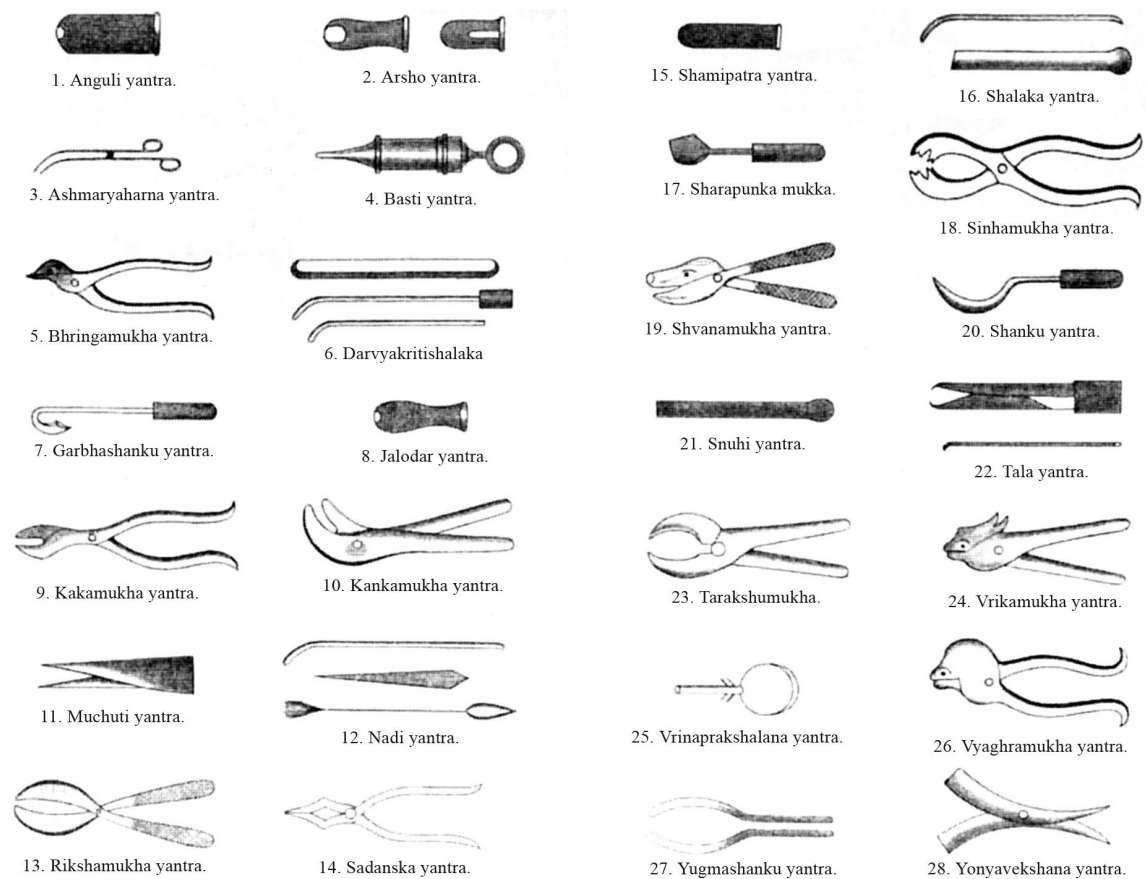 1. Anguli yantra.
2. Arsho yantra.
3. Ashmaryaharna yantra.
4. Basti yantra.
5. Bhringamukha yantra.
6. Darvyakritishalaka
7. Garbhashanku yantra.
8. Jalodar yantra.
9. Kakamukha yantra.
10. Kankamukha yantra.
11. Muchuti yantra.
12. Nadi yantra.
13. Rikshamukha yantra.
14. Sadanska yantra.
15. Shamipatra yantra.
16. Shalaka yantra.
17. Sharapunka mukka.
18. Sinhamukha yantra.
19. Shvanamukha yantra.
20. Shanku yantra.
21. Snuhi yantra.
22. Tala yantra.
23. Tarakshumukha.
24. Vrikamukha yantra.
25. Vrinaprakshalana yantra.
26. Vyaghramukha yantra.
27. Yugmashanku yantra.
28. Yonyavekshana yantra.